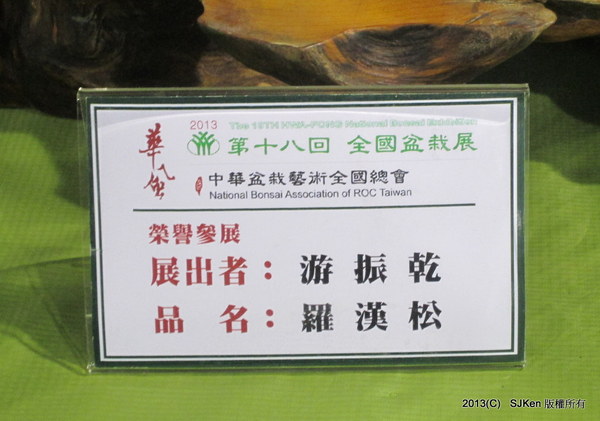 2013 The 18TH HWA-FONG National Bonsai Exhibition
第十八回 全國盆栽展
中華盆栽藝術全國總會
National Bonsai Association of ROC Taiwan
榮譽參展
展出者：游振乾
品名：羅漢松
2013(C) SJKen 版權所有